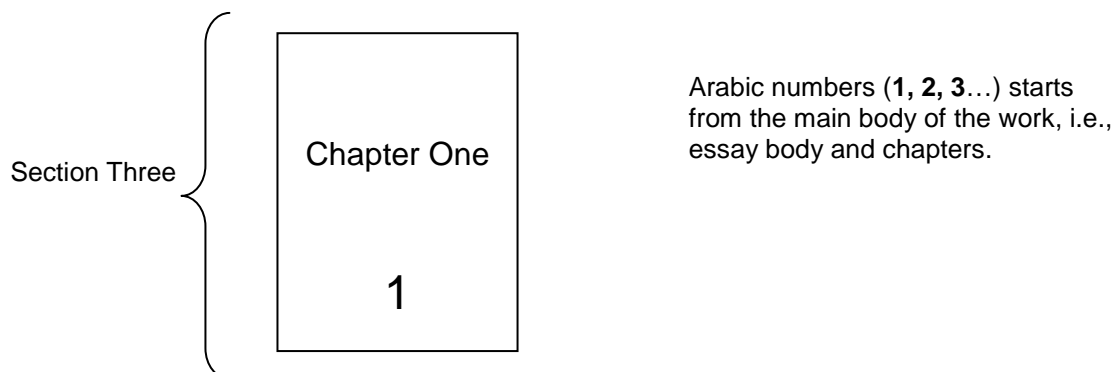 Section Three
Chapter One
1
Arabic numbers (1, 2, 3…) starts
from the main body of the work, i.e.,
essay body and chapters.